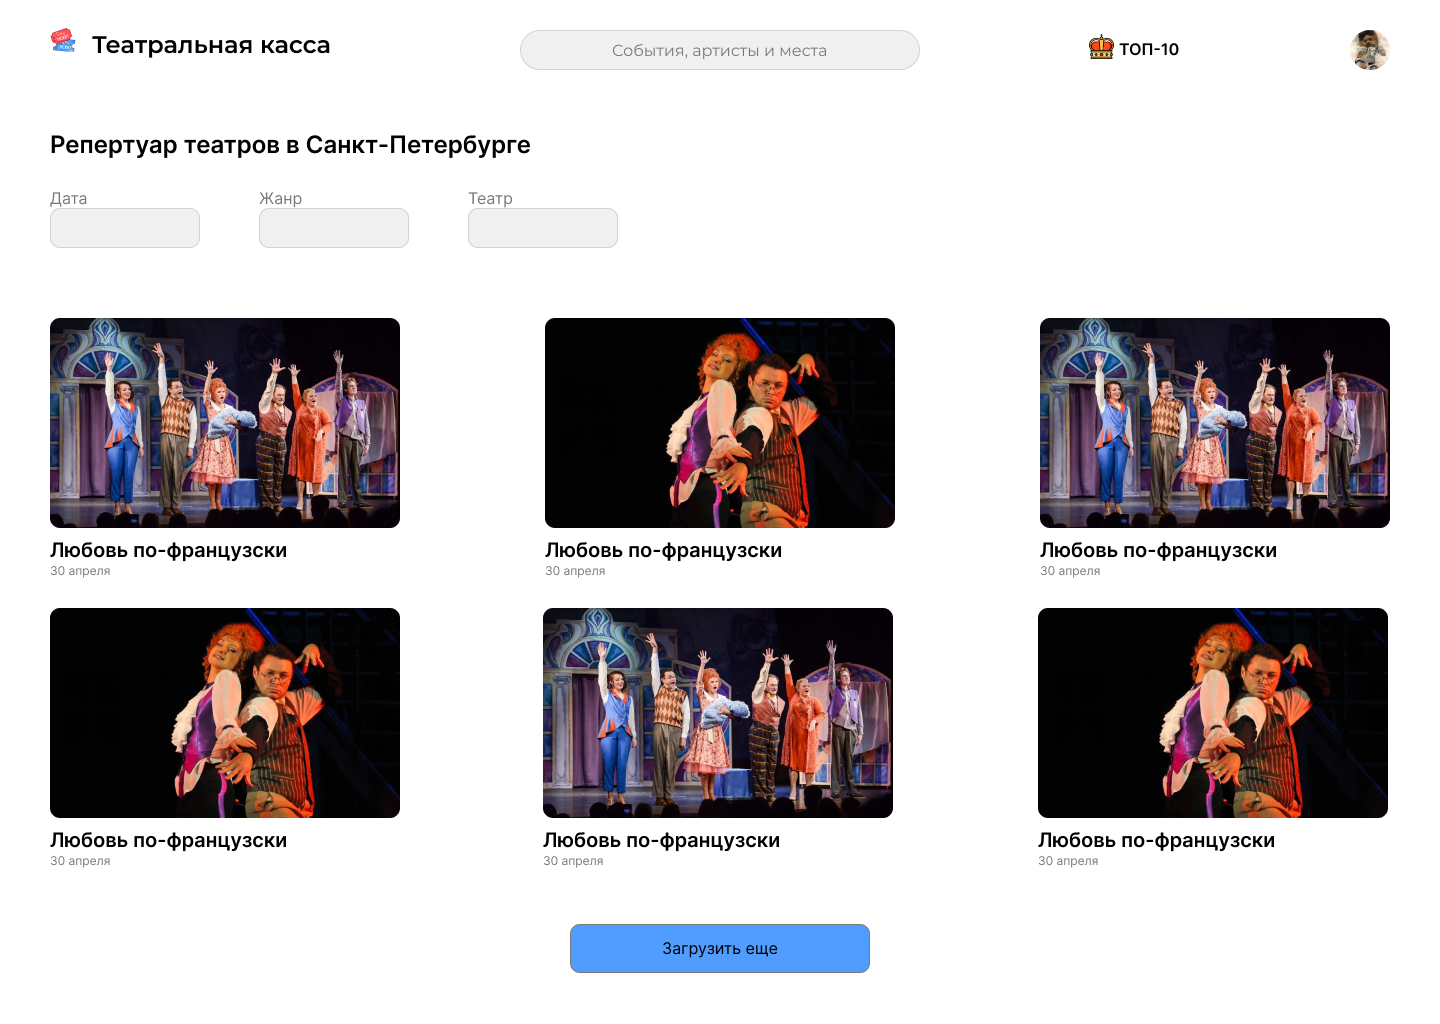 Театральная касса
События, артисты и места
ТОП-10
Репертуар театров в Санкт-Петербурге
Дата
Жанр
Театр
Любовь по-французски
30 апреля
Любовь по-французски
30 апреля
Любовь по-французски
30 апреля
Любовь по-французски
30 апреля
Любовь по-французски
30 апреля
Любовь по-французски
30 апреля
Загрузить еще